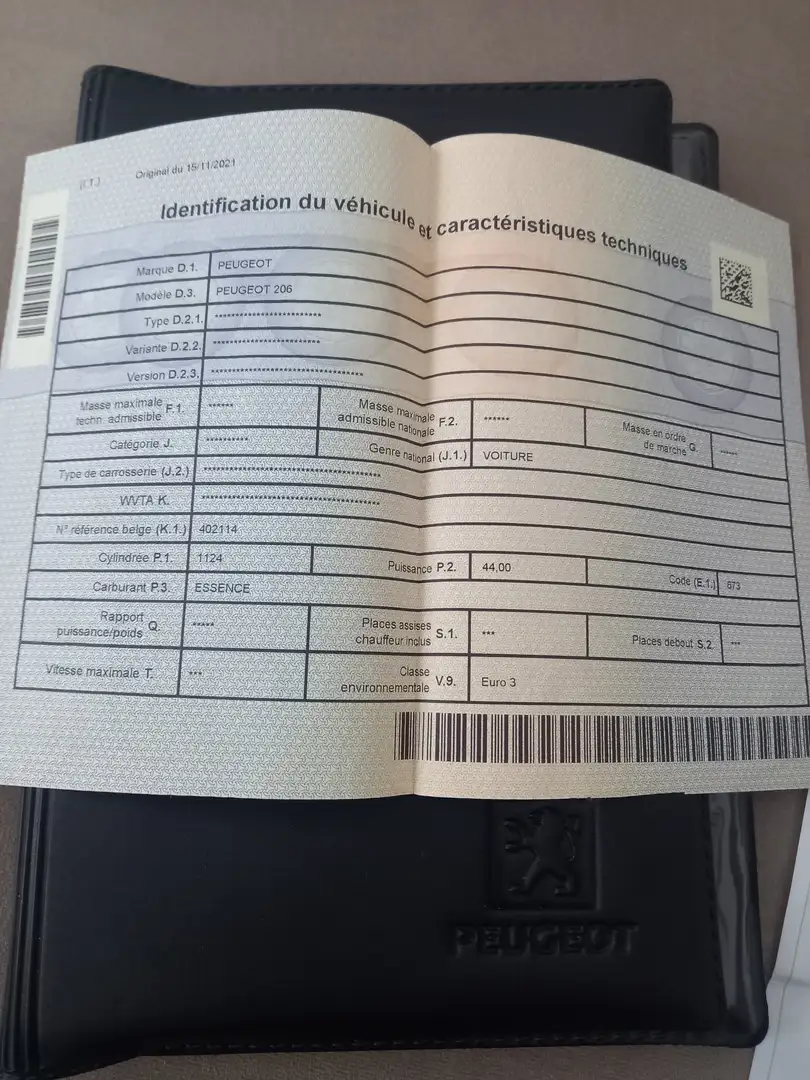 (I.T.) Original du 15/11/2021
Identification du véhicule et caractéristiques techniques
Marque D.1. PEUGEOT
Modèle D.3. PEUGEOT 206
Type D.2.1. ***********************
Variante D.2.2. ***********************
Version D.2.3. *********************************
Masse maximale techn. admissible F.1. ****** Masse maximale admissible nationale F.2. ****** Masse en ordre de marche G. ******
Catégorie J. ********** Genre national (J.1.) VOITURE
Type de carrosserie (J.2.) ***************************************
WVTA K. ***************************************
N° référence belge (K.1.) 402114
Cylindrée P.1. 1124 Puissance P.2. 44,00 Code (E.1.) 673
Carburant P.3. ESSENCE
Rapport puissance/poids Q. ***** Places assises chauffeur inclus S.1. *** Places debout S.2. ***
Vitesse maximale T. *** Classe environnementale V.9. Euro 3
PEUGEOT